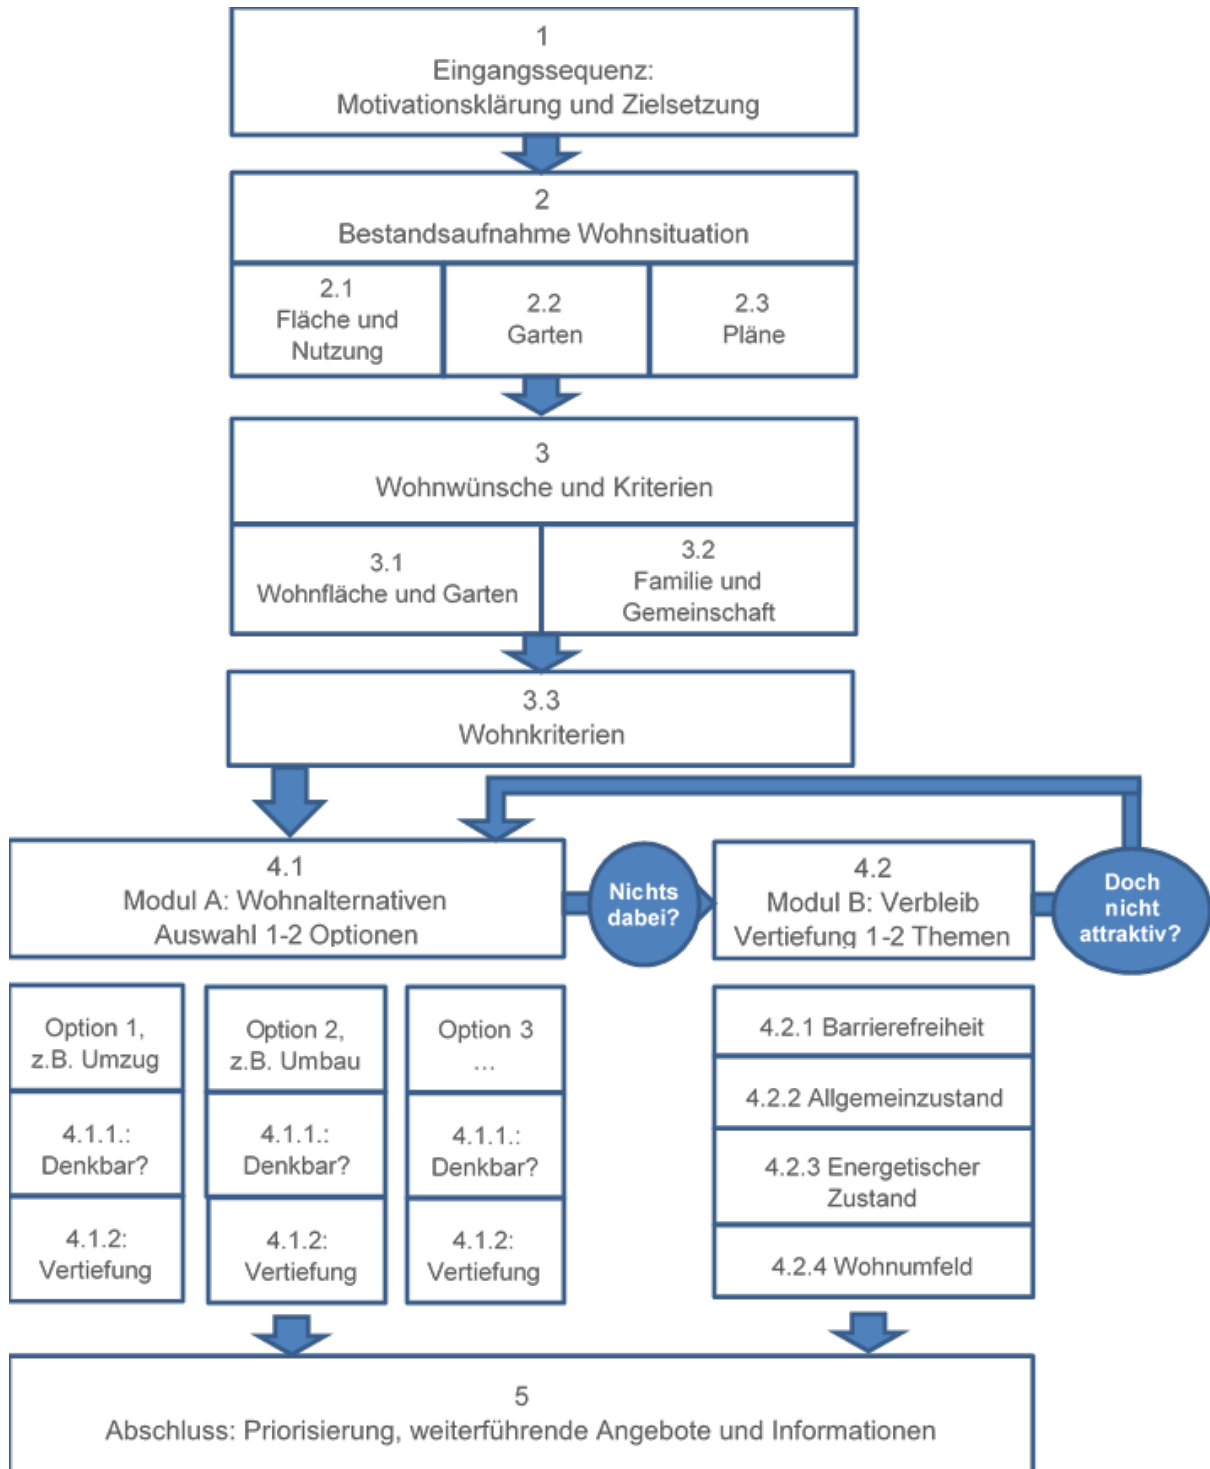 1
Eingangssequenz:
Motivationsklärung und Zielsetzung
2
Bestandsaufnahme Wohnsituation
2.1
Fläche und
Nutzung
2.2
Garten
2.3
Pläne
3
Wohnwünsche und Kriterien
3.1
Wohnfläche und Garten
3.2
Familie und
Gemeinschaft
3.3
Wohnkriterien
4.1
Modul A: Wohnalternativen
Auswahl 1-2 Optionen
Nichts
dabei?
4.2
Modul B: Verbleib
Vertiefung 1-2 Themen
Doch
nicht
attraktiv?
Option 1,
z.B. Umzug
4.1.1.:
Denkbar?
4.1.2:
Vertiefung
Option 2,
z.B. Umbau
4.1.1.:
Denkbar?
4.1.2:
Vertiefung
Option 3
...
4.1.1.:
Denkbar?
4.1.2:
Vertiefung
4.2.1 Barrierefreiheit
4.2.2 Allgemeinzustand
4.2.3 Energetischer
Zustand
4.2.4 Wohnumfeld
5
Abschluss: Priorisierung, weiterführende Angebote und Informationen